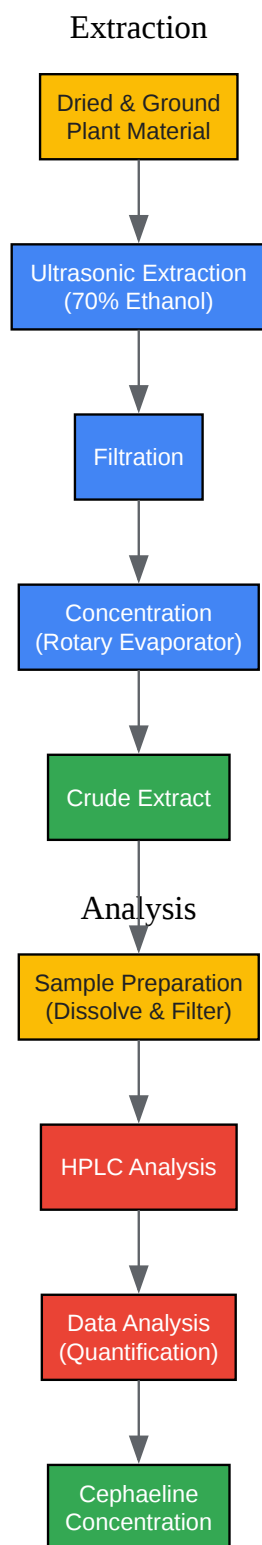 Extraction
Dried & Ground
Plant Material
Ultrasonic Extraction
(70% Ethanol)
Filtration
Concentration
(Rotary Evaporator)
Crude Extract
Analysis
Sample Preparation
(Dissolve & Filter)
HPLC Analysis
Data Analysis
(Quantification)
Cephaeline
Concentration